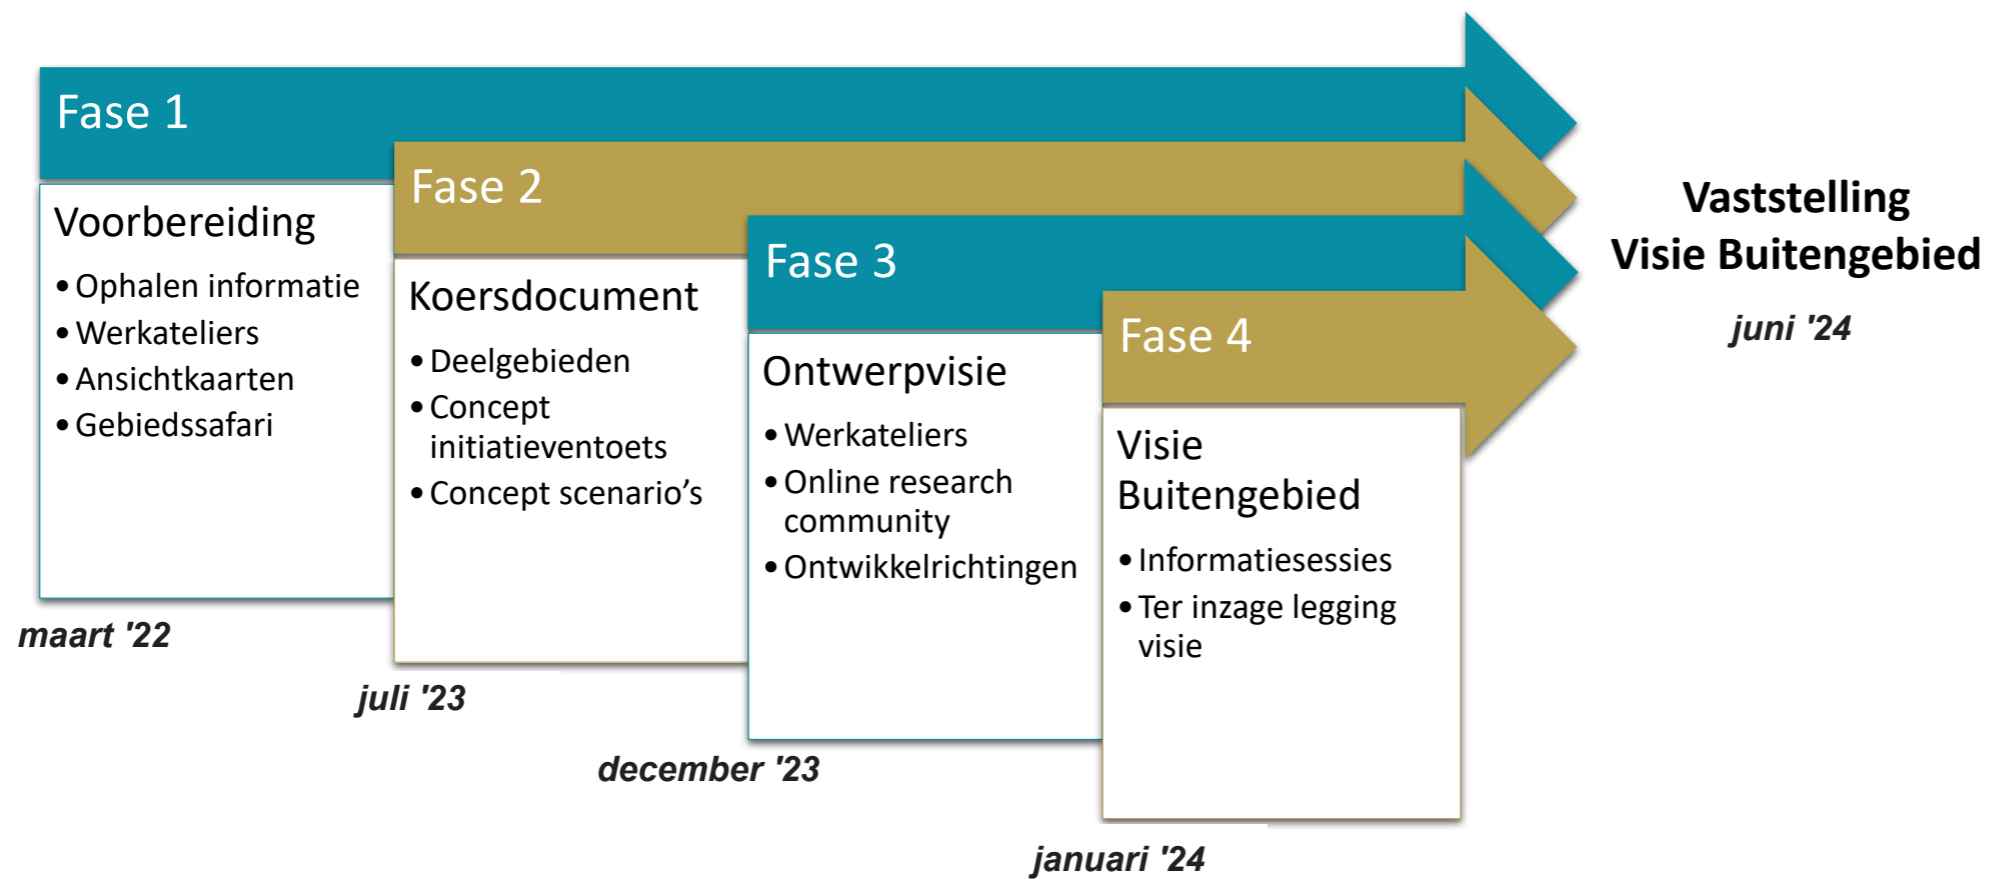 Fase 1
Voorbereiding
• Ophalen informatie
• Werkateliers
• Ansichtkaarten
• Gebiedssafari
maart '22
Fase 2
Koersdocument
• Deelgebieden
• Concept
initiatieventoets
• Concept scenario’s
juli '23
Fase 3
Ontwerpvisie
• Werkateliers
• Online research
community
• Ontwikkelrichtingen
december '23
Fase 4
Visie
Buitengebied
• Informatiesessies
• Ter inzage legging
visie
januari '24
Vaststelling
Visie Buitengebied
juni '24